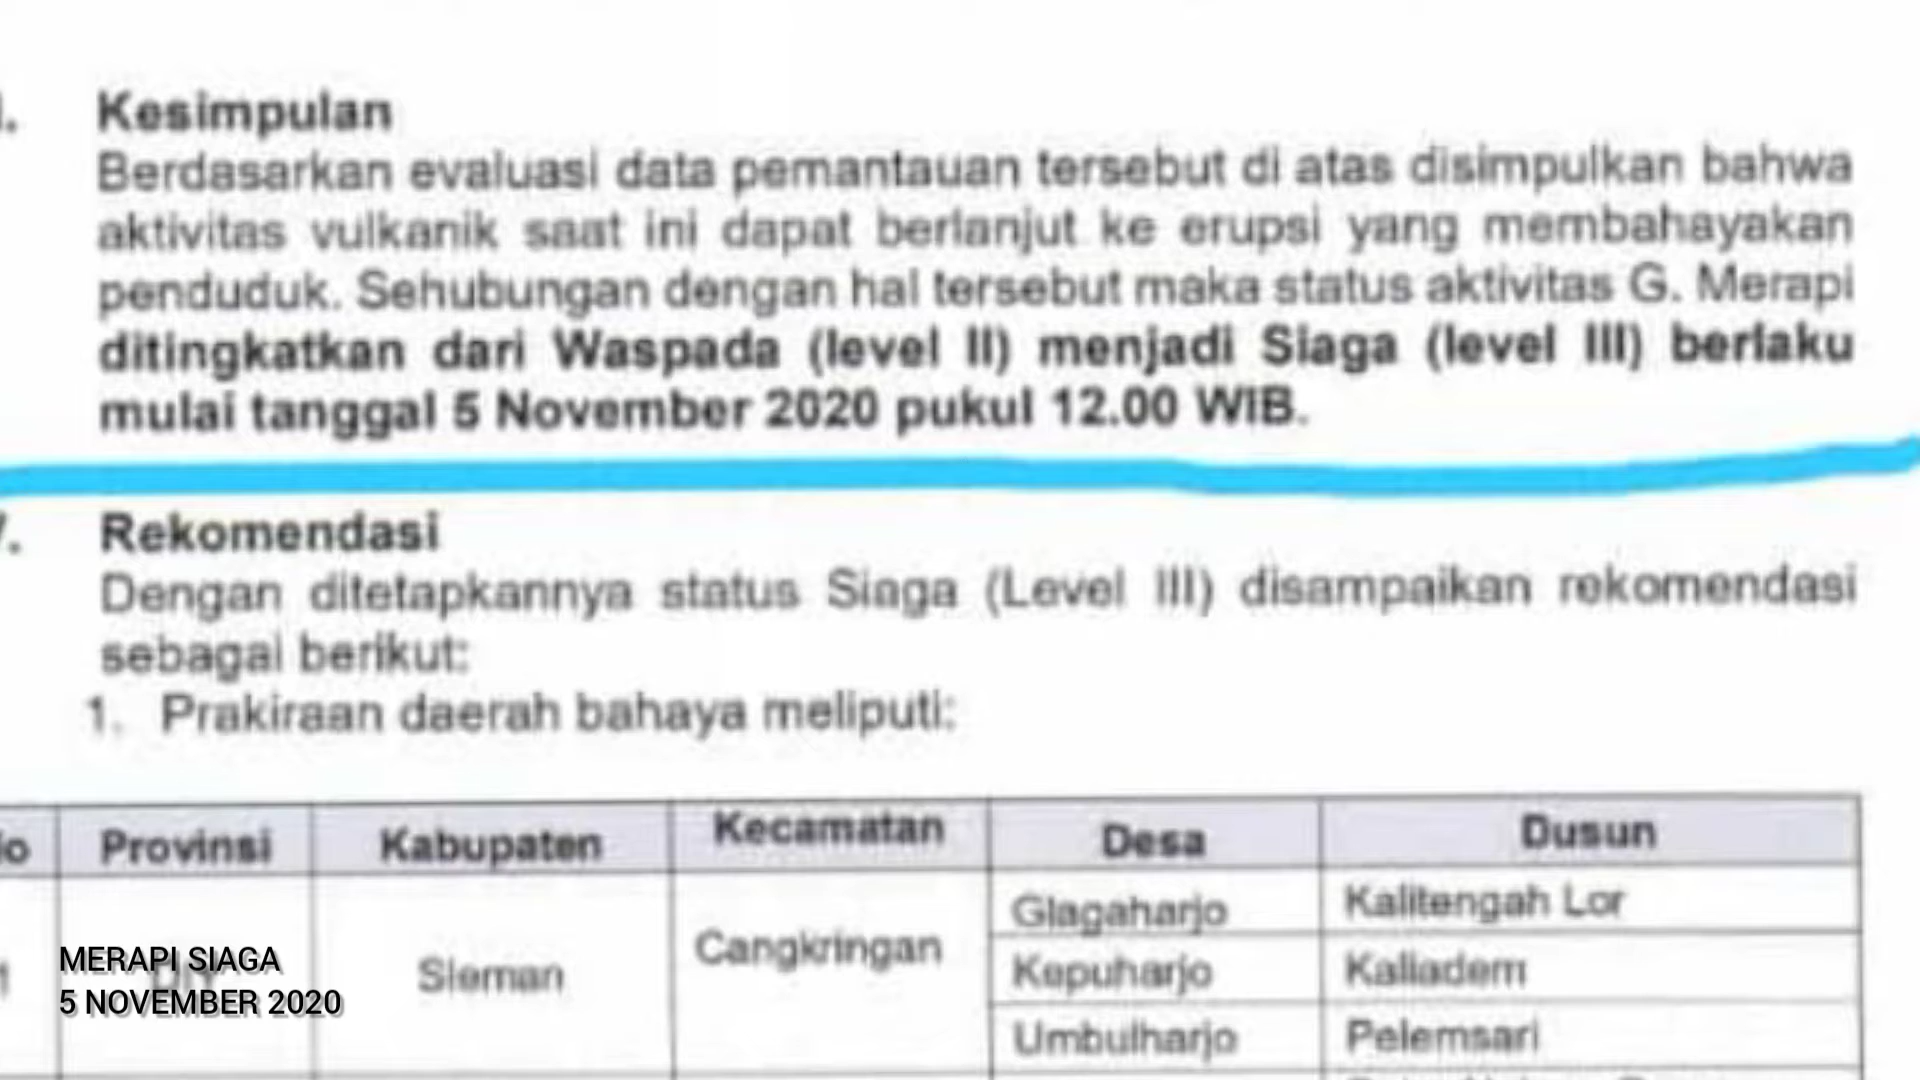 Kesimpulan
Berdasarkan evaluasi data pemantauan tersebut di atas disimpulkan bahwa
aktivitas vulkanik saat ini dapat berlanjut ke erupsi yang membahayakan
penduduk. Sehubungan dengan hal tersebut maka status aktivitas G. Merapi
ditingkatkan dari Waspada (level II) menjadi Siaga (level III) berlaku
mulai tanggal 5 November 2020 pukul 12.00 WIB.
Rekomendasi
Dengan ditetapkannya status Siaga (Level III) disampaikan rekomendasi
sebagai berikut:
1. Prakiraan daerah bahaya meliputi:
Provinsi Kabupaten Kecamatan Desa Dusun
Glagaharjo Kalitengah Lor
1 Sleman Cangkringan Kepuharjo Kaliadem
Umbulharjo Pelemsari
MERAPI SIAGA
5 NOVEMBER 2020